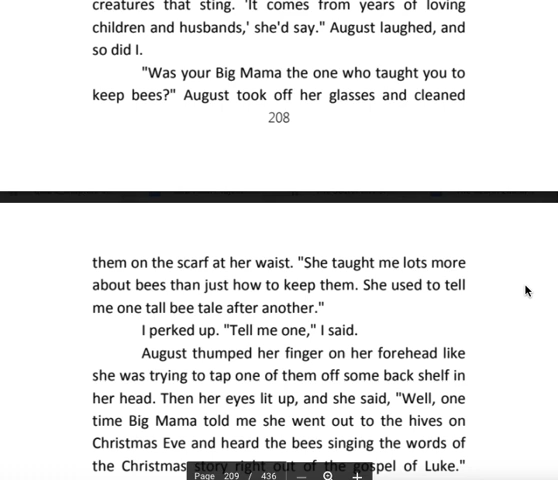 creatures that sting. 'It comes from years of loving
children and husbands,' she'd say." August laughed, and
so did I.
"Was your Big Mama the one who taught you to
keep bees?" August took off her glasses and cleaned
208
them on the scarf at her waist. "She taught me lots more
about bees than just how to keep them. She used to tell
me one tall bee tale after another."
I perked up. "Tell me one," I said.
August thumped her finger on her forehead like
she was trying to tap one of them off some back shelf in
her head. Then her eyes lit up, and she said, "Well, one
time Big Mama told me she went out to the hives on
Christmas Eve and heard the bees singing the words of
the Christmas story right out of the gospel of Luke."
Page 209 / 436